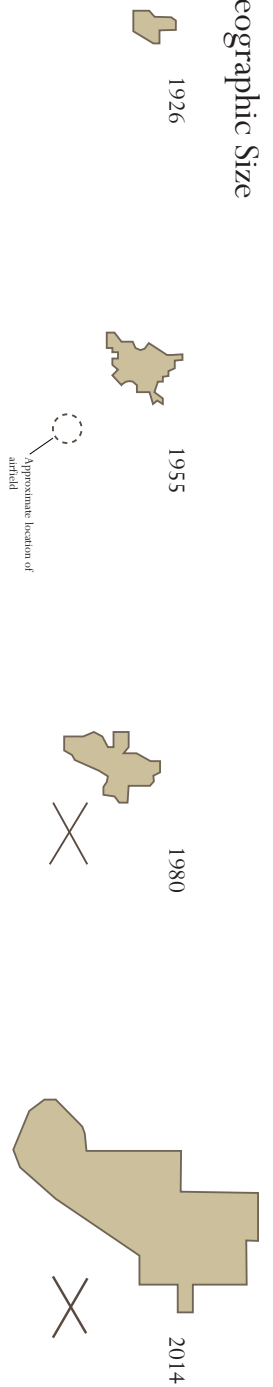 eographic Size
1926
1955
Approximate location of
airfield
1980
2014